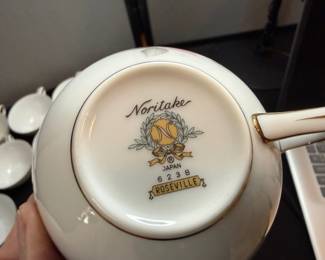 Noritake
N
®
JAPAN
6238
ROSEVILLE